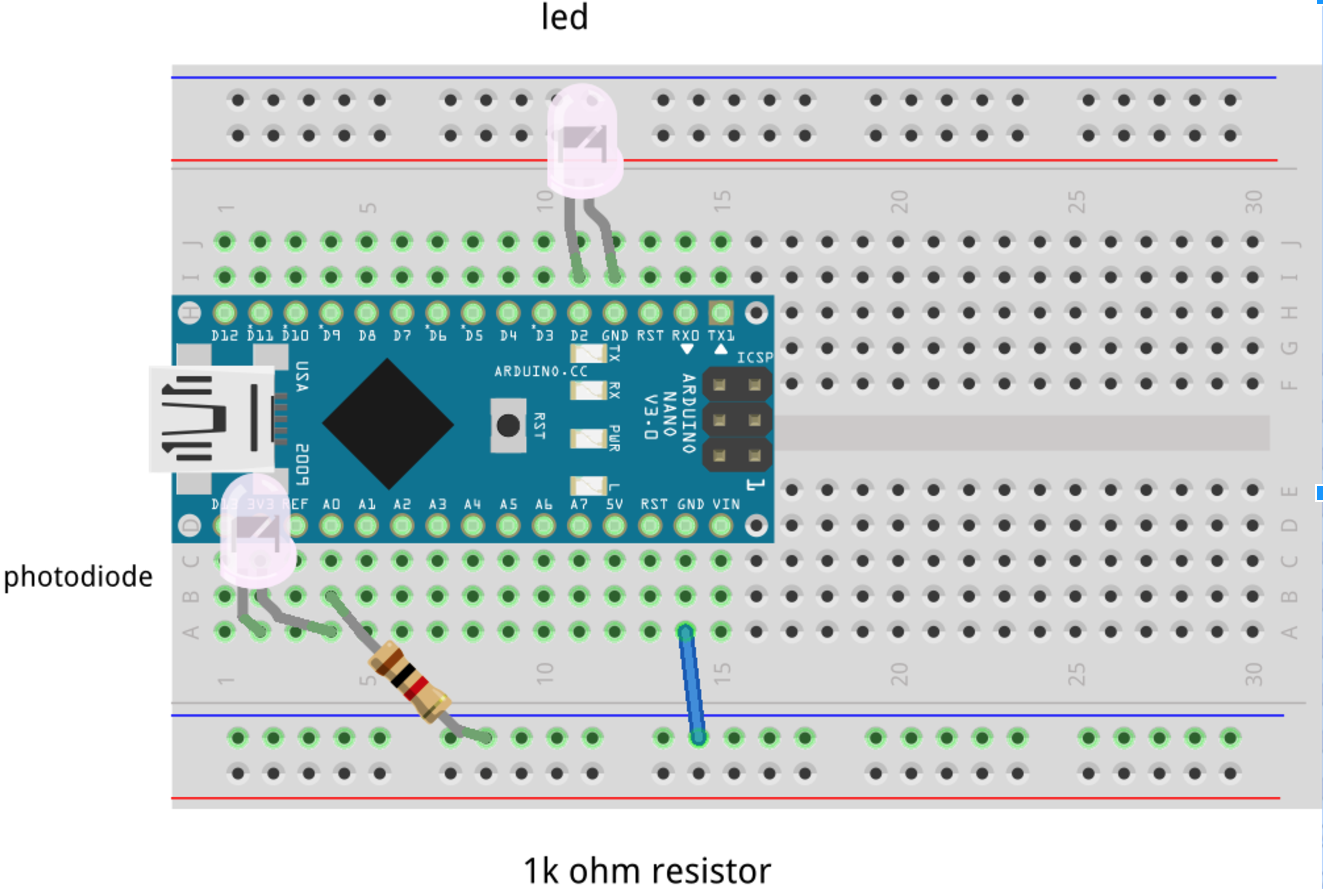 led
1 5 10 15 20 25 30
J J
I I
H H
D12 D11 D10 D9 D8 D7 D6 D5 D4 D3 D2 GND RST RX0 TX1
G
F
ICSP
TX
ARDUINO.CC
USA
RX
ARDUINO
NANO
V3.0
RST
PWR
2009
L
1
E
D13 3V3 REF A0 A1 A2 A3 A4 A5 A6 A7 5V RST GND VIN
D D
C C
photodiode
B B
A A
1 5 10 15 20 25 30
1k ohm resistor